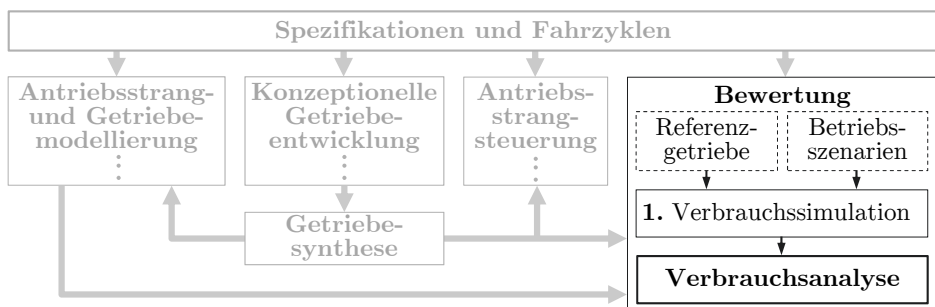 Spezifikationen und Fahrzyklen
Antriebsstrang-
und Getriebe-
modellierung
Konzeptionelle
Getriebe-
entwicklung
Antriebs-
strang-
steuerung
Bewertung
Referenz-
getriebe
Betriebs-
szenarien
1. Verbrauchssimulation
Getriebe-
synthese
Verbrauchsanalyse